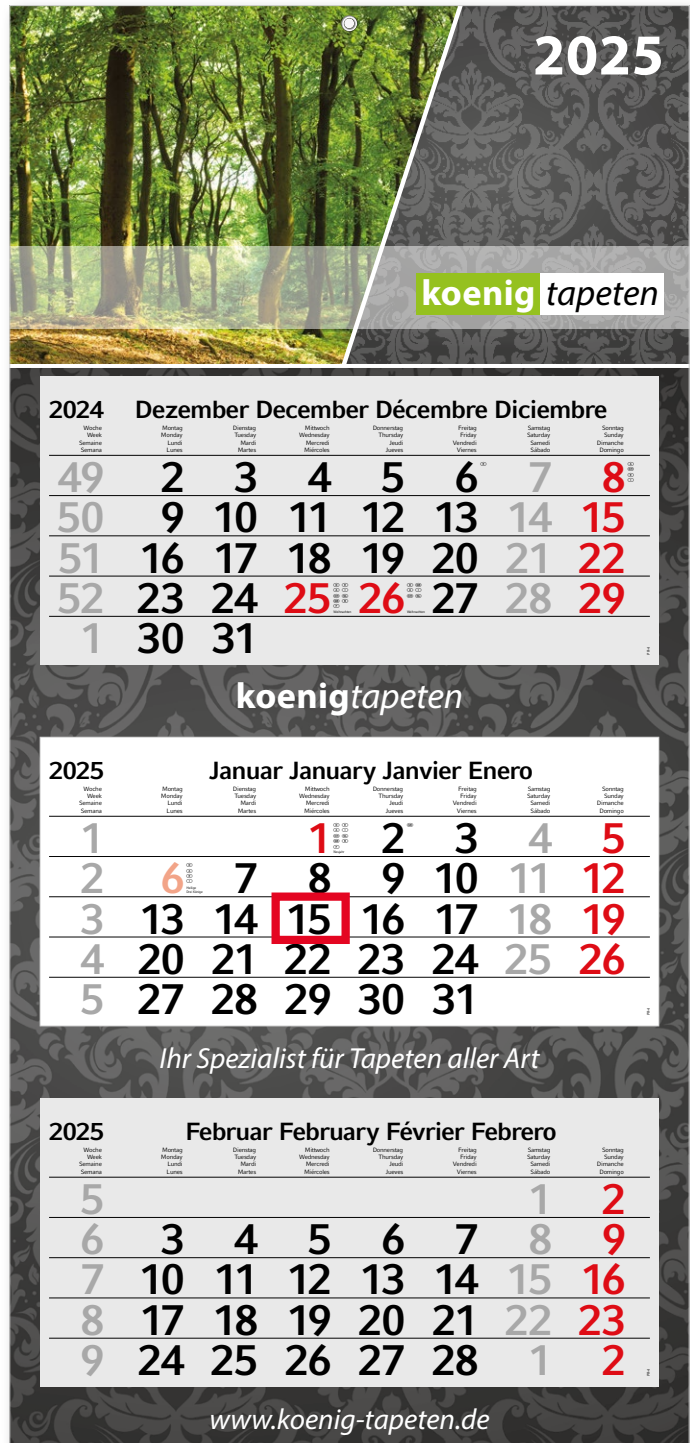 2025
koenig tapeten
2024 Dezember December Décembre Diciembre
Woche Montag Dienstag Mittwoch Donnerstag Freitag Samstag Sonntag
Week Monday Tuesday Wednesday Thursday Friday Saturday Sunday
Semaine Lundi Mardi Mercredi Jeudi Vendredi Samedi Dimanche
Semana Lunes Martes Miércoles Jueves Viernes Sábado Domingo
49 2 3 4 5 6 7 8
50 9 10 11 12 13 14 15
51 16 17 18 19 20 21 22
52 23 24 25 26 27 28 29
Weihnachten Weihnachten
1 30 31
koenigtapeten
2025 Januar January Janvier Enero
Woche Montag Dienstag Mittwoch Donnerstag Freitag Samstag Sonntag
Week Monday Tuesday Wednesday Thursday Friday Saturday Sunday
Semaine Lundi Mardi Mercredi Jeudi Vendredi Samedi Dimanche
Semana Lunes Martes Miércoles Jueves Viernes Sábado Domingo
1 1 2 3 4 5
2 6 7 8 9 10 11 12
3 13 14 15 16 17 18 19
4 20 21 22 23 24 25 26
5 27 28 29 30 31
Ihr Spezialist für Tapeten aller Art
2025 Februar February Février Febrero
Woche Montag Dienstag Mittwoch Donnerstag Freitag Samstag Sonntag
Week Monday Tuesday Wednesday Thursday Friday Saturday Sunday
Semaine Lundi Mardi Mercredi Jeudi Vendredi Samedi Dimanche
Semana Lunes Martes Miércoles Jueves Viernes Sábado Domingo
5 1 2
6 3 4 5 6 7 8 9
7 10 11 12 13 14 15 16
8 17 18 19 20 21 22 23
9 24 25 26 27 28 1 2
www.koenig-tapeten.de